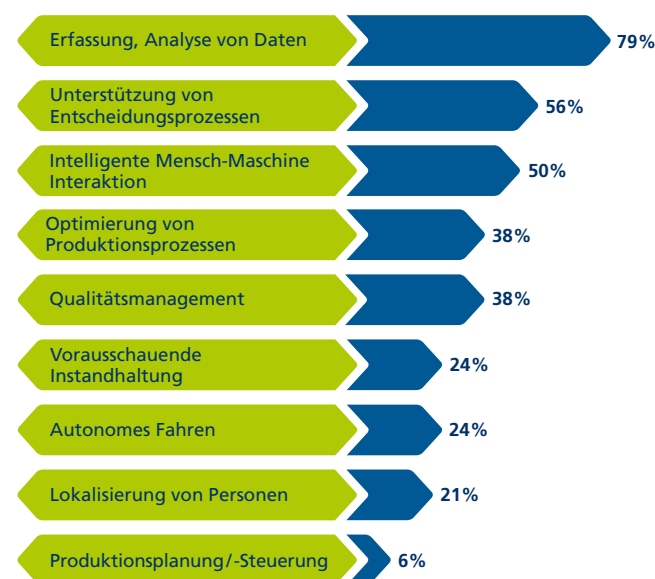 Erfassung, Analyse von Daten
79%
Unterstützung von
Entscheidungsprozessen
56%
Intelligente Mensch-Maschine
Interaktion
50%
Optimierung von
Produktionsprozessen
38%
Qualitätsmanagement
38%
Vorausschauende
Instandhaltung
24%
Autonomes Fahren
24%
Lokalisierung von Personen
21%
Produktionsplanung/-Steuerung
6%